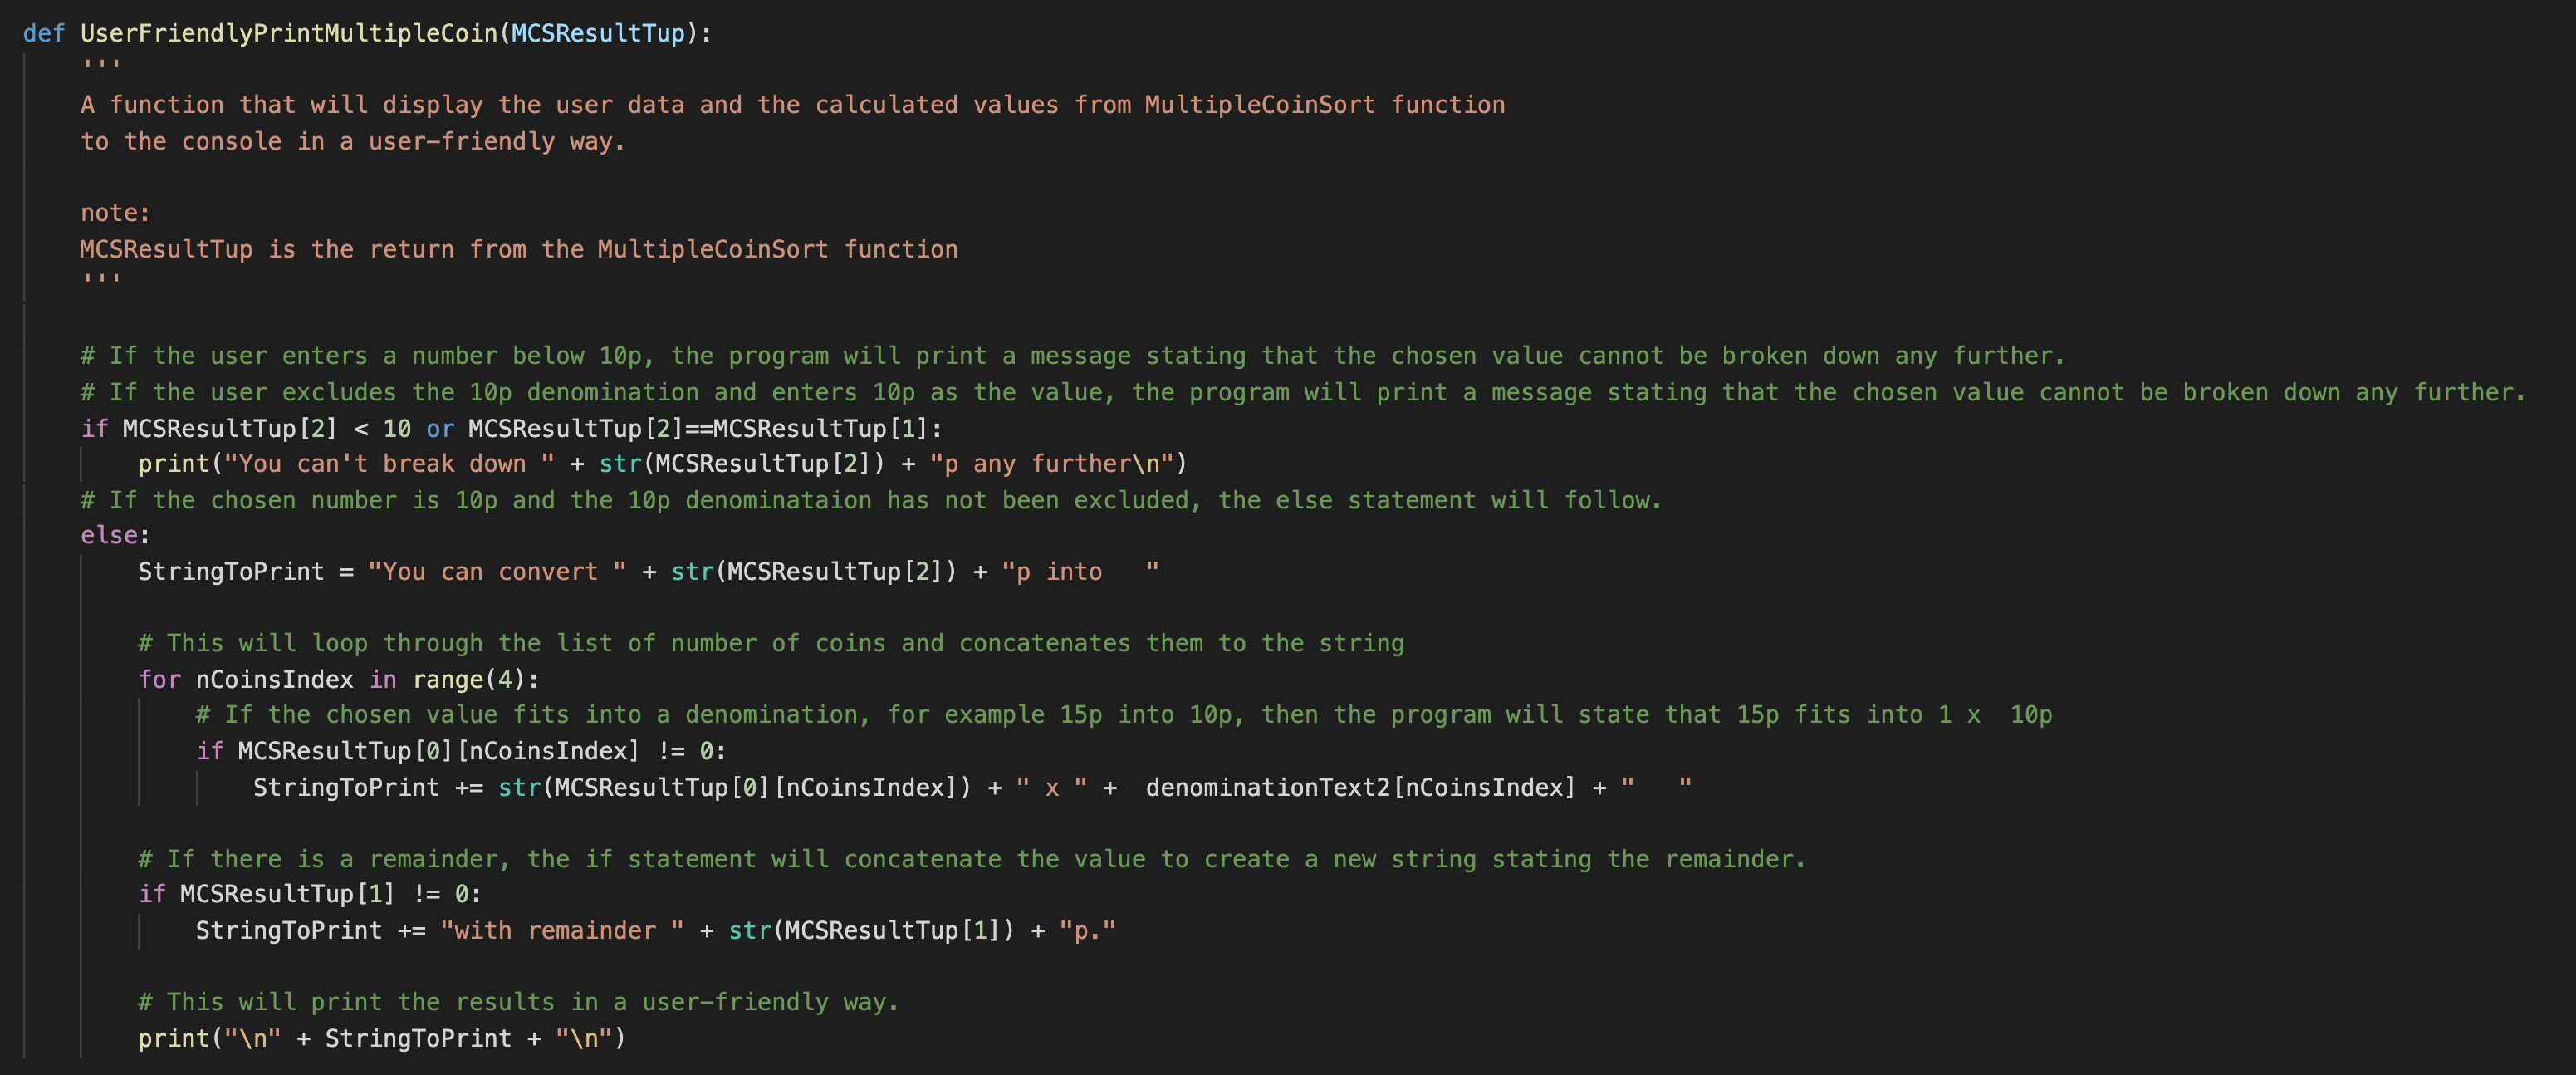 def UserFriendlyPrintMultipleCoin(MCSResultTup):
    '''
    A function that will display the user data and the calculated values from MultipleCoinSort function
    to the console in a user-friendly way.

    note:
    MCSResultTup is the return from the MultipleCoinSort function
    '''

    # If the user enters a number below 10p, the program will print a message stating that the chosen value cannot be broken down any further.
    # If the user excludes the 10p denomination and enters 10p as the value, the program will print a message stating that the chosen value cannot be broken down any further.
    if MCSResultTup[2] < 10 or MCSResultTup[2]==MCSResultTup[1]:
        print("You can't break down " + str(MCSResultTup[2]) + "p any further\n")
    # If the chosen number is 10p and the 10p denominataion has not been excluded, the else statement will follow.
    else:
        StringToPrint = "You can convert " + str(MCSResultTup[2]) + "p into   "

        # This will loop through the list of number of coins and concatenates them to the string
        for nCoinsIndex in range(4):
            # If the chosen value fits into a denomination, for example 15p into 10p, then the program will state that 15p fits into 1 x  10p
            if MCSResultTup[0][nCoinsIndex] != 0:
                StringToPrint += str(MCSResultTup[0][nCoinsIndex]) + " x " +  denominationText2[nCoinsIndex] + "   "

        # If there is a remainder, the if statement will concatenate the value to create a new string stating the remainder.
        if MCSResultTup[1] != 0:
            StringToPrint += "with remainder " + str(MCSResultTup[1]) + "p."

        # This will print the results in a user-friendly way.
        print("\n" + StringToPrint + "\n")